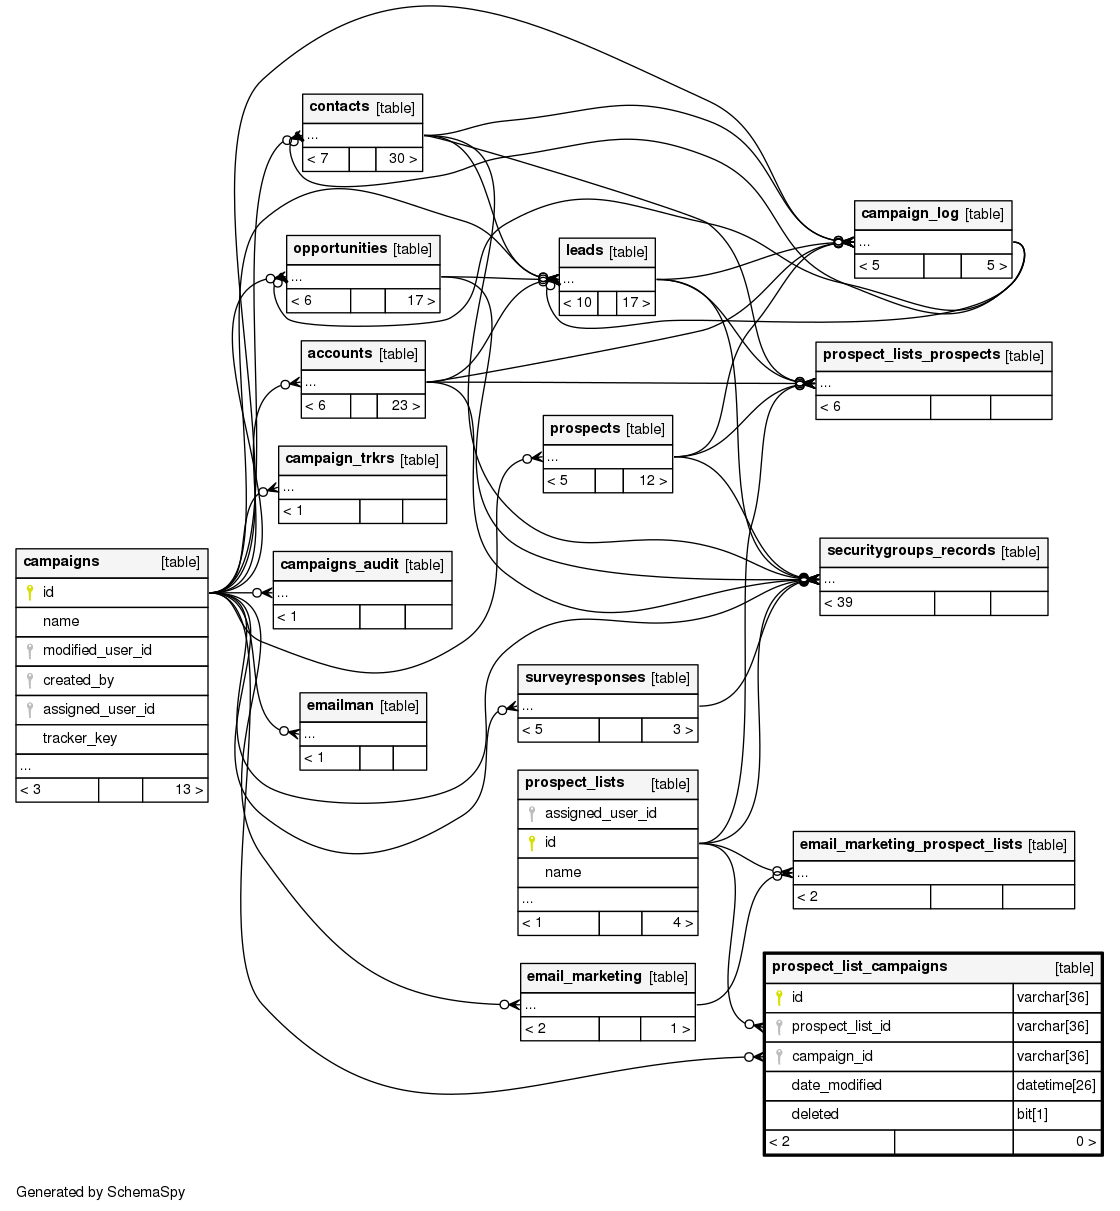 contacts [table]
...
< 7 30 >
campaign_log [table]
...
< 5 5 >
opportunities [table]
...
< 6 17 >
leads [table]
...
< 10 17 >
accounts [table]
...
< 6 23 >
prospect_lists_prospects [table]
...
< 6
prospects [table]
...
< 5 12 >
campaign_trkrs [table]
...
< 1
campaigns [table]
id
name
modified_user_id
created_by
assigned_user_id
tracker_key
...
< 3 13 >
campaigns_audit [table]
...
< 1
securitygroups_records [table]
...
< 39
emailman [table]
...
< 1
surveyresponses [table]
...
< 5 3 >
prospect_lists [table]
assigned_user_id
id
name
...
< 1 4 >
email_marketing_prospect_lists [table]
...
< 2
email_marketing [table]
...
< 2 1 >
prospect_list_campaigns [table]
id varchar[36]
prospect_list_id varchar[36]
campaign_id varchar[36]
date_modified datetime[26]
deleted bit[1]
< 2 0 >
Generated by SchemaSpy